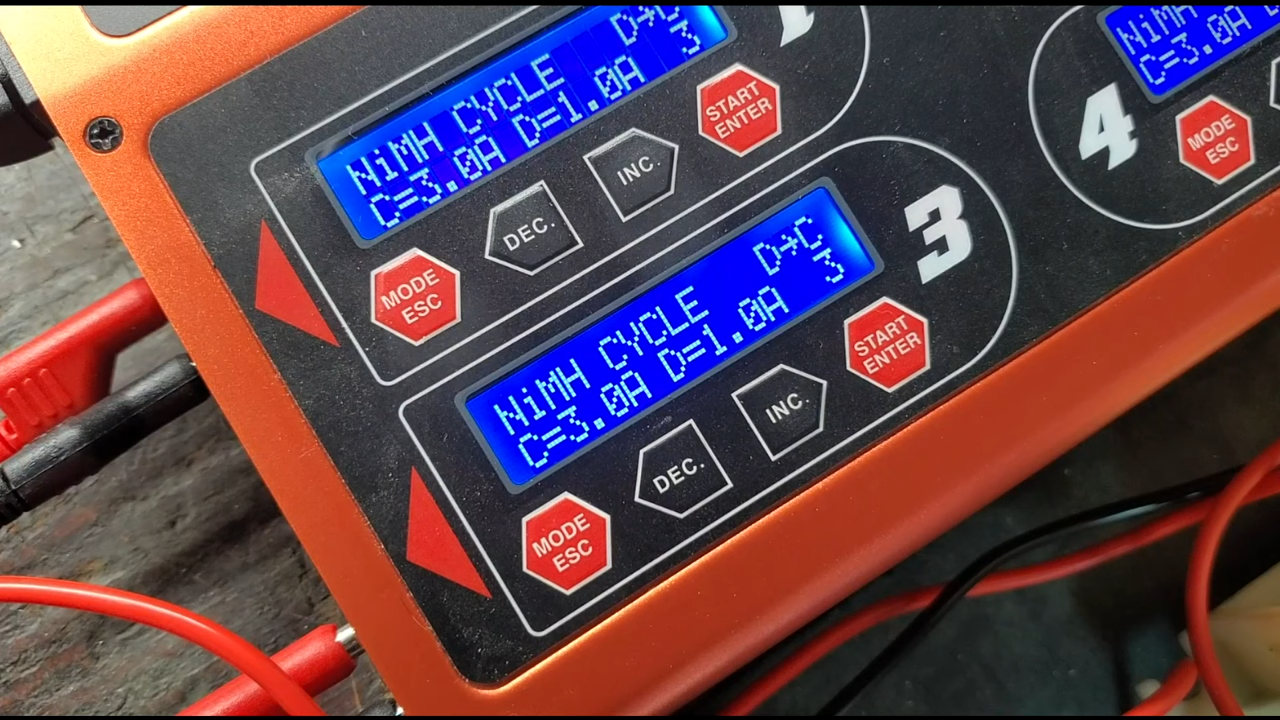 NiMH CYCLE D→C
C=3.0A D=1.0A 3
MODE
ESC
DEC.
INC.
START
ENTER
1
NiMH CYCLE D→C
C=3.0A D=1.0A 3
MODE
ESC
DEC.
INC.
START
ENTER
3
NiMH
C=3.0A
MODE
ESC
4